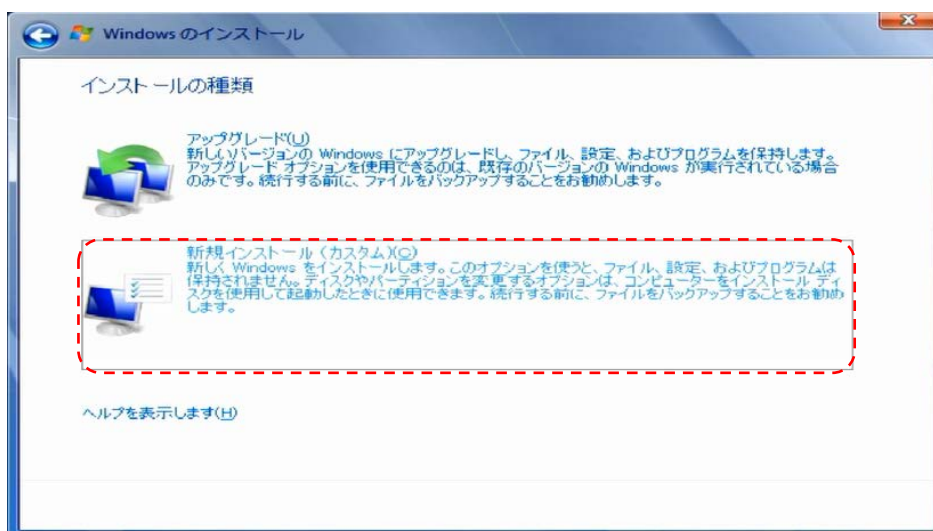 Windows のインストール
インストールの種類
アップグレード(U)
新しいバージョンの Windows にアップグレードし、ファイル、設定、およびプログラムを保持します。
アップグレード オプションを使用できるのは、既存のバージョンの Windows が実行されている場合
のみです。続行する前に、ファイルをバックアップすることをお勧めします。
新規インストール (カスタム)(C)
新しく Windows をインストールします。このオプションを使うと、ファイル、設定、およびプログラムは
保持されません。ディスクやパーティションを変更するオプションは、コンピューターをインストール ディ
スクを使用して起動したときに使用できます。続行する前に、ファイルをバックアップすることをお勧め
します。
ヘルプを表示します(H)